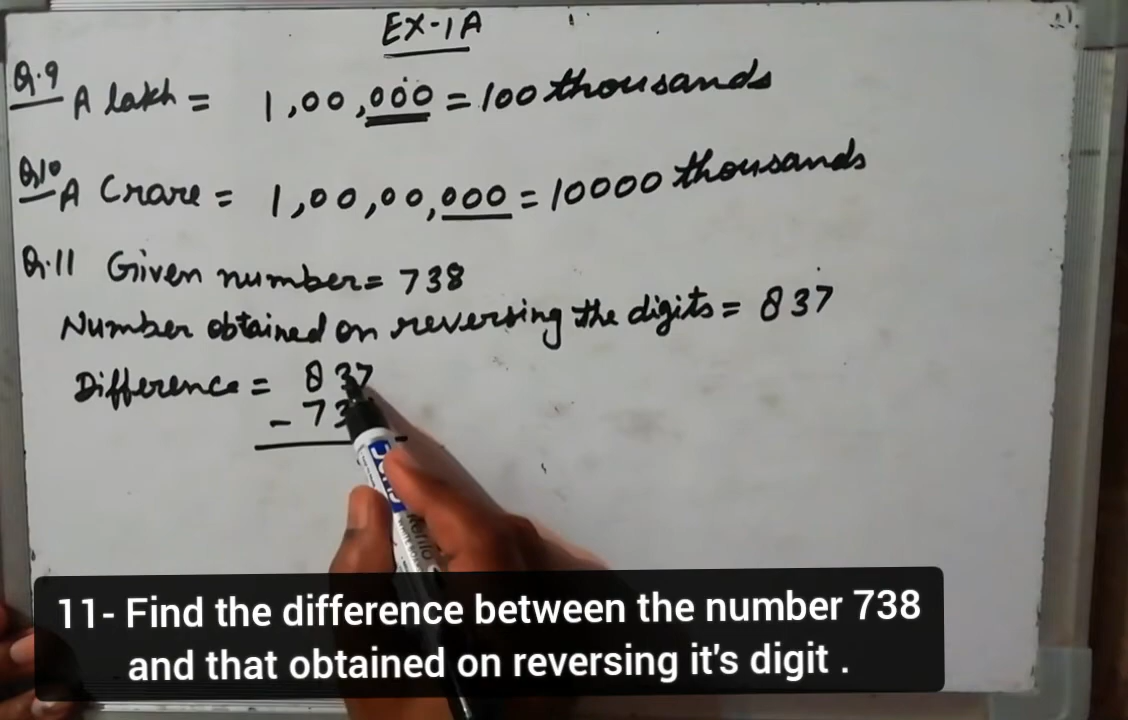 EX-1A
Q.9 A lakh = 1,00,000 = 100 thousands
Q.10 A Crare = 1,00,00,000 = 10000 thousands
Q.11 Given number = 738
Number obtained on reversing the digits = 837
Difference = 837
- 73
11- Find the difference between the number 738
and that obtained on reversing it's digit .